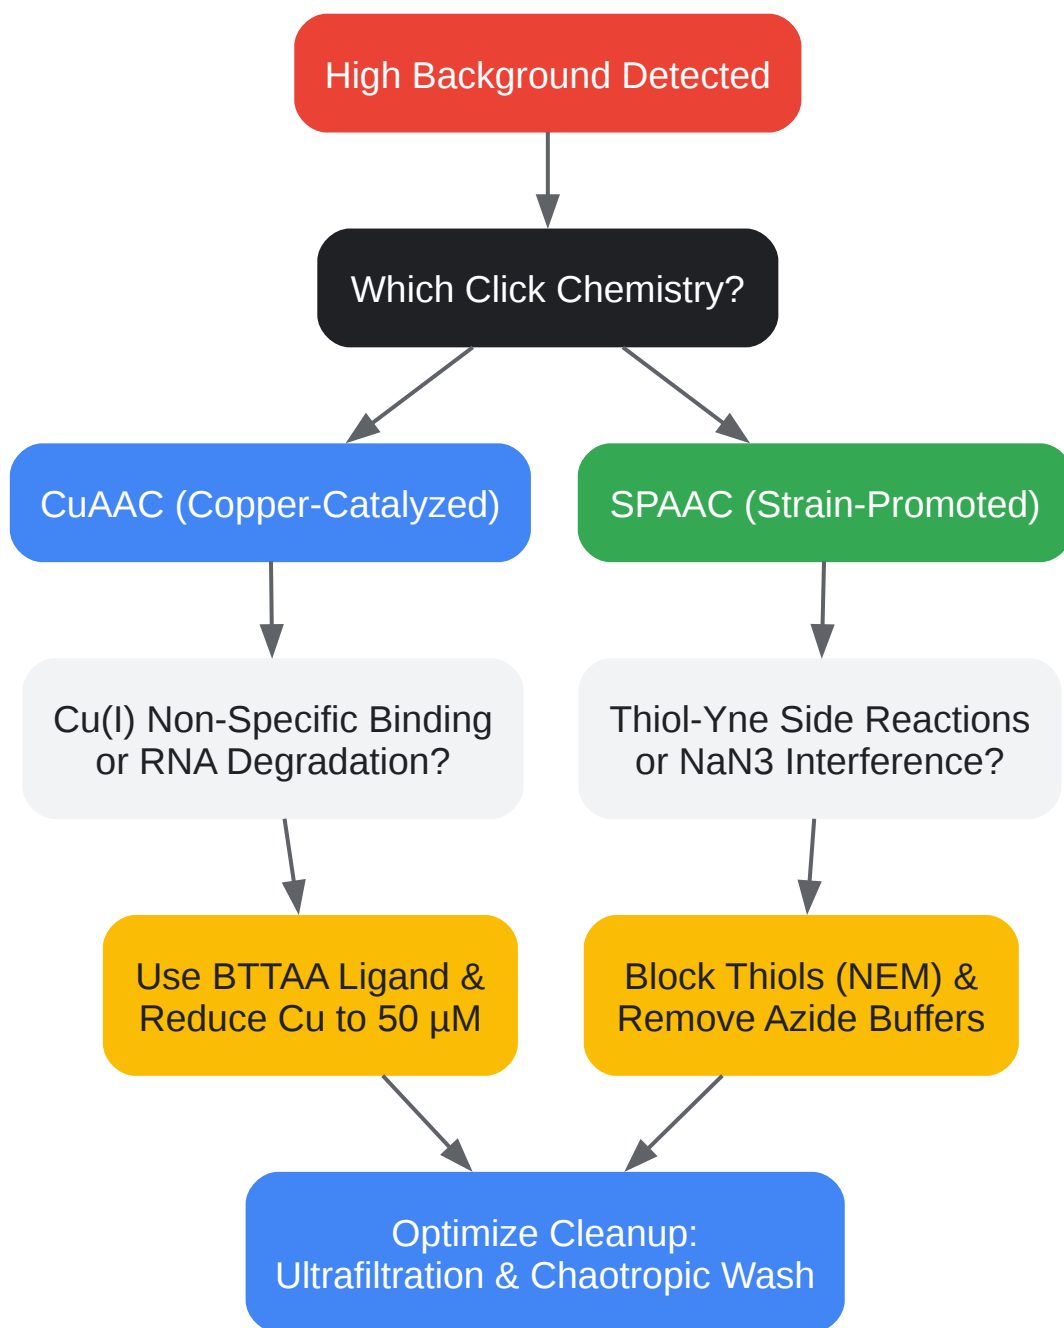 High Background Detected
Which Click Chemistry?
CuAAC (Copper-Catalyzed)
SPAAC (Strain-Promoted)
Cu(I) Non-Specific Binding
or RNA Degradation?
Thiol-Yne Side Reactions
or NaN3 Interference?
Use BTTAA Ligand &
Reduce Cu to 50 µM
Block Thiols (NEM) &
Remove Azide Buffers
Optimize Cleanup:
Ultrafiltration & Chaotropic Wash